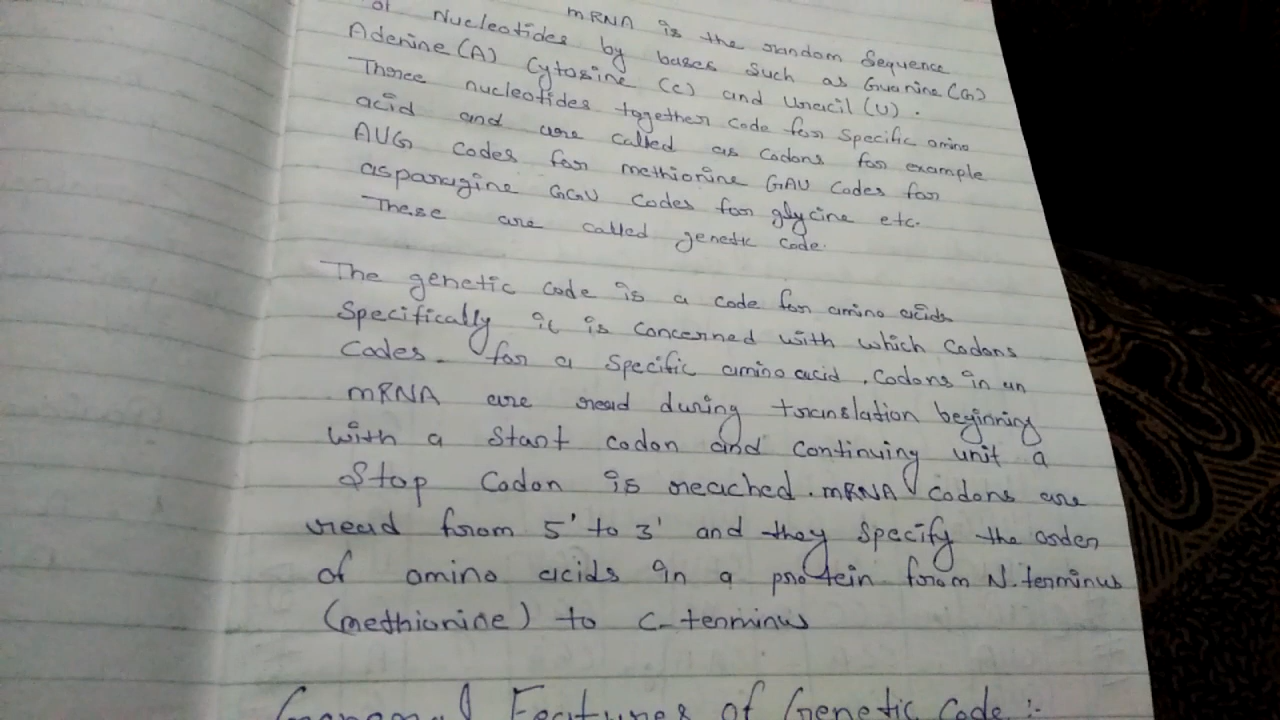 mRNA is the random Sequence
of Nucleotides by bases such as Guanine (G)
Adenine (A) Cytosine (C) and Uracil (U).
Three nucleotides together code for specific amino
acid and are called as codons for example
AUG codes for methionine GAU codes for
asparagine GGU codes for glycine etc.
These are called genetic code.
The genetic code is a code for amino acids
Specifically it is concerned with which codons
codes for a specific amino acid. Codons in an
mRNA are read during translation beginning
with a start codon and continuing unit a
Stop codon is reached. mRNA codons are
read from 5' to 3' and they specify the order
of amino acids in a protein from N-terminus
(methionine) to C-terminus
General Features of Genetic Code :-